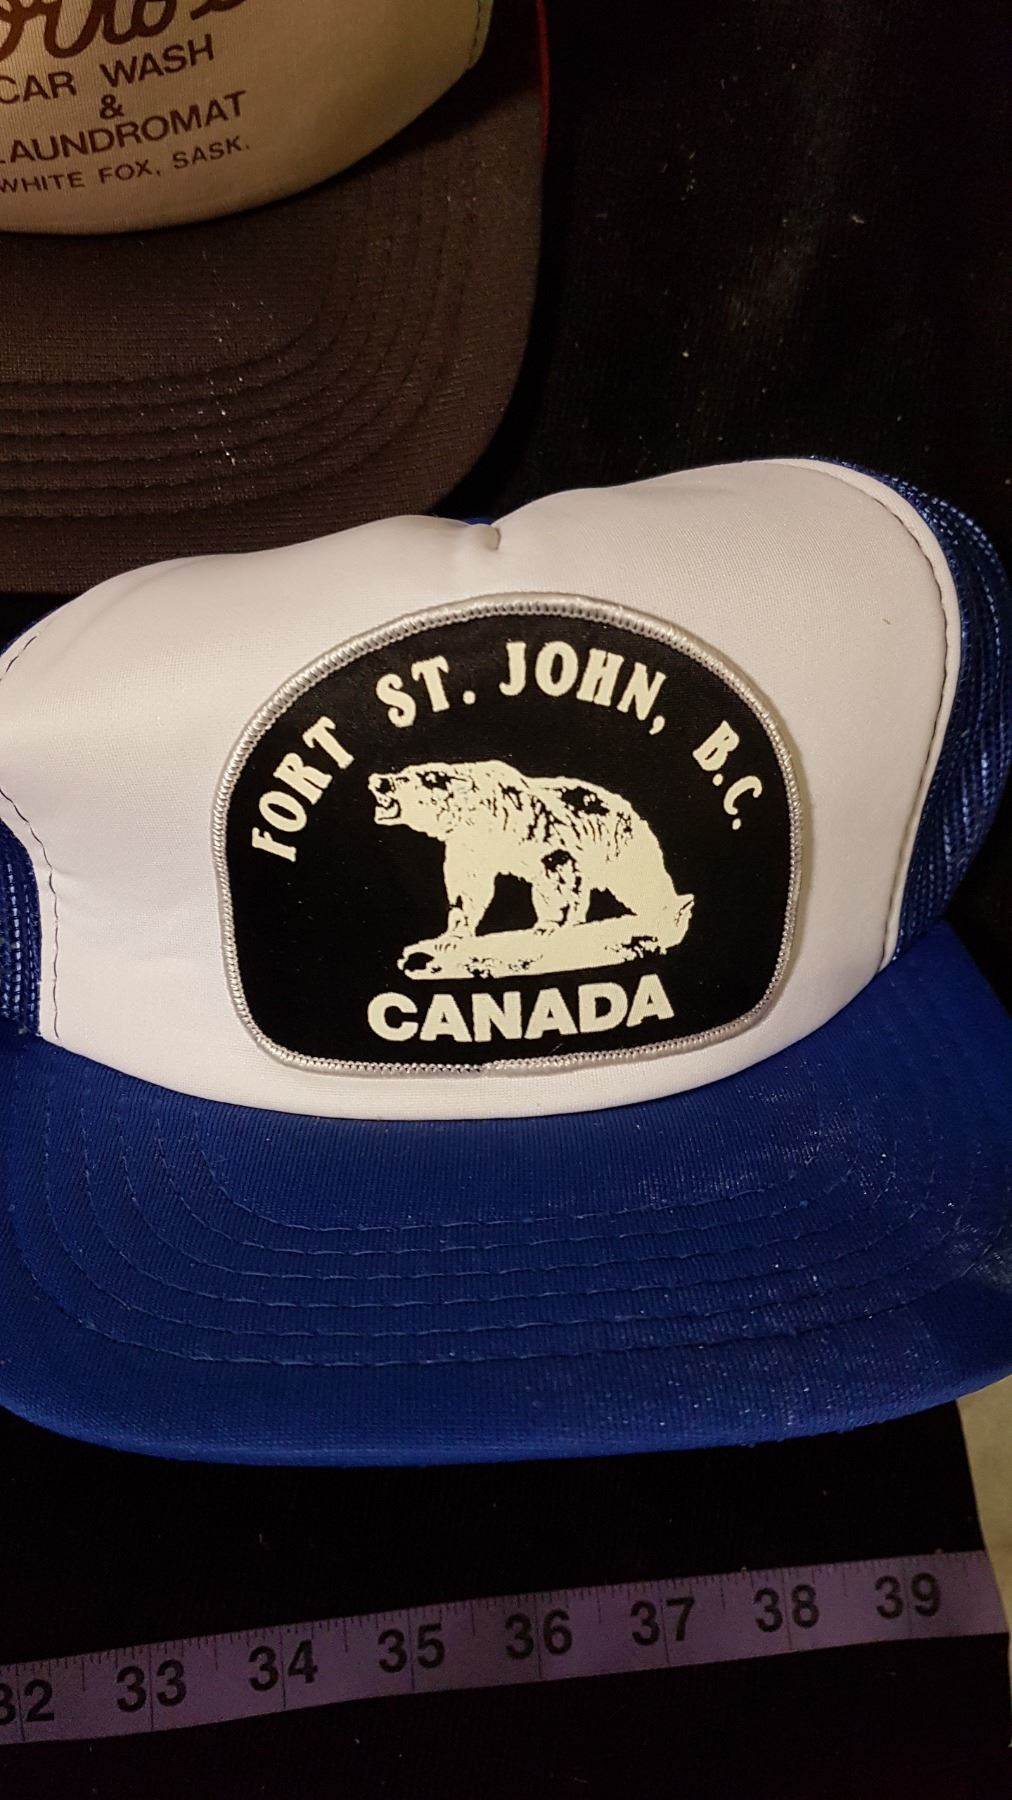 CAR WASH
&
LAUNDROMAT
WHITE FOX, SASK.
FORT ST. JOHN, B.C.
CANADA
32 33 34 35 36 37 38 39